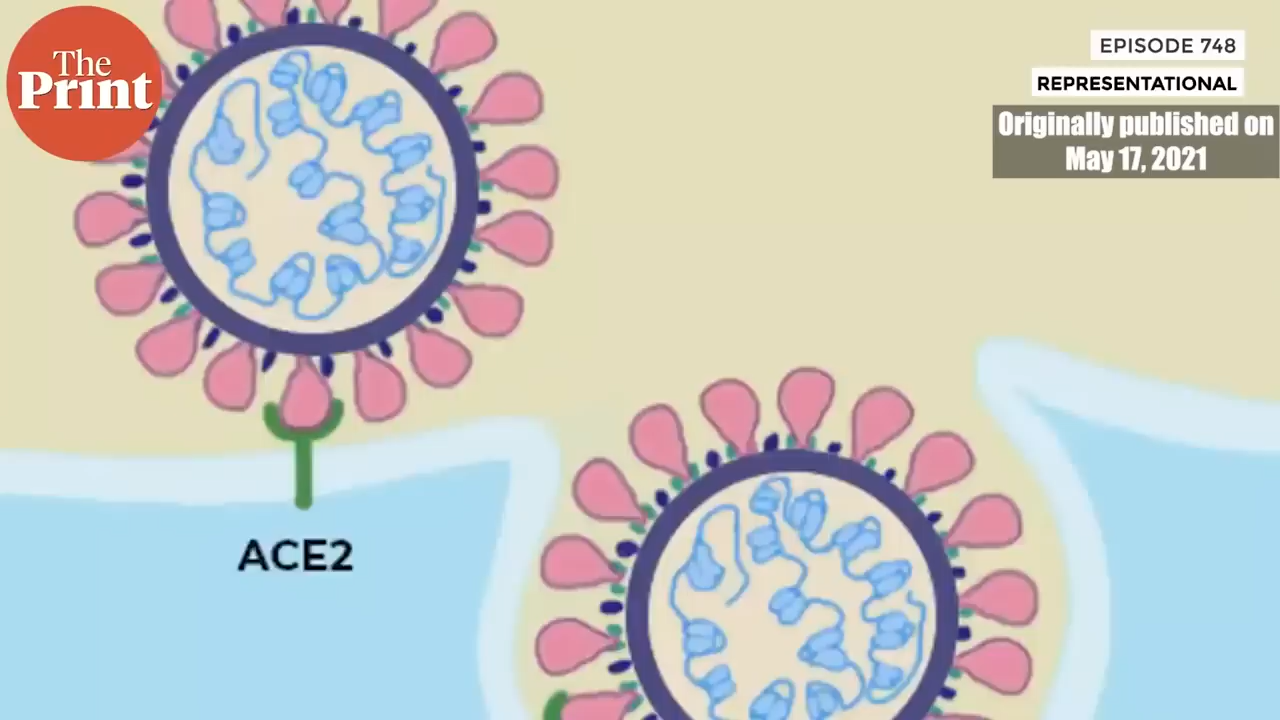 The
Print
EPISODE 748
REPRESENTATIONAL
Originally published on
May 17, 2021
ACE2